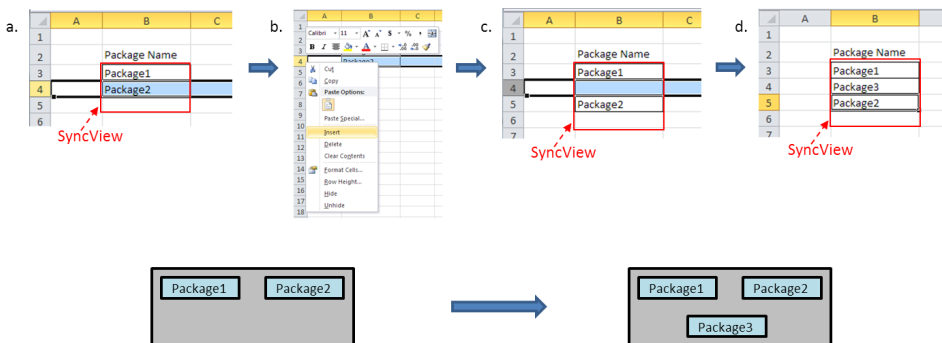 a.
A B C
1
2 Package Name
3 Package1
4 Package2
5
6
SyncView
b.
A B C
1
Calibri 11 A A $ % ,
2
B I A
3
4 Package2
5 Cut
6 Copy
7 Paste Options:
8
9 Paste Special...
10
11 Insert
12 Delete
13 Clear Contents
14 Format Cells...
15 Row Height...
16 Hide
17 Unhide
18
c.
A B C
1
2 Package Name
3 Package1
4
5 Package2
6
7
SyncView
d.
A B
1
2 Package Name
3 Package1
4 Package3
5 Package2
6
7
SyncView
Package1 Package2
Package1 Package2
Package3